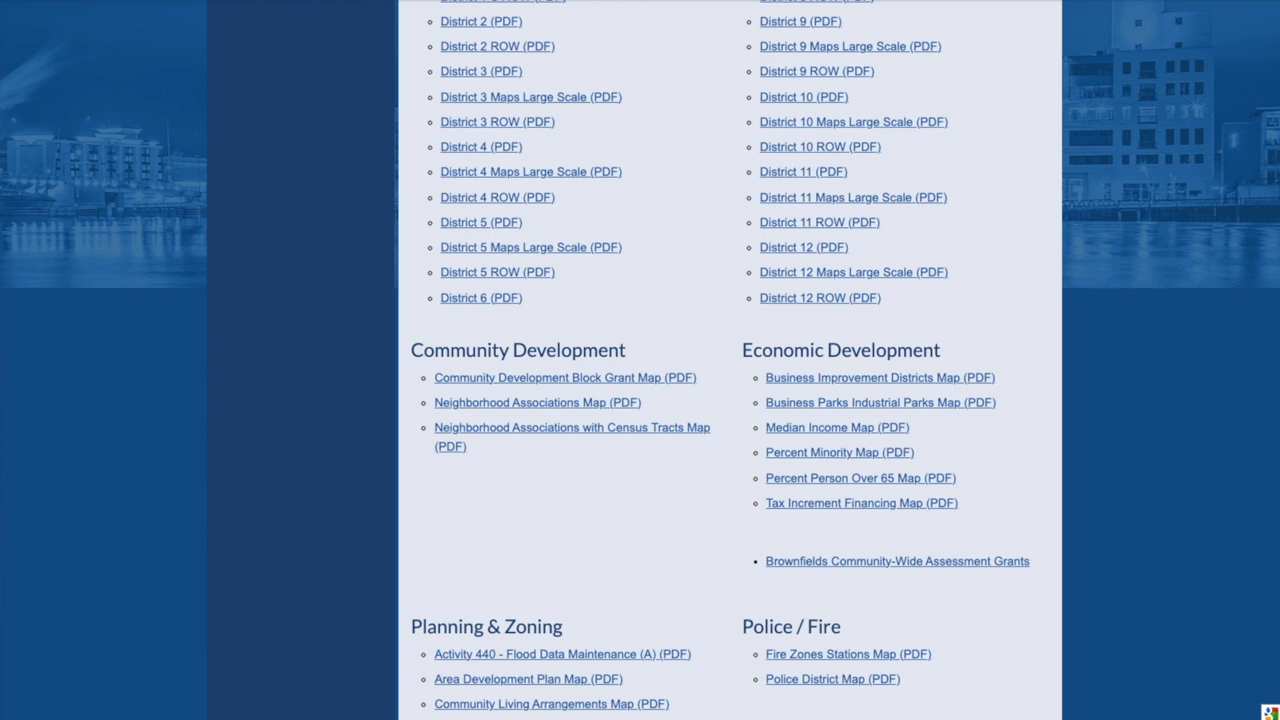 District 2 (PDF)
District 2 ROW (PDF)
District 3 (PDF)
District 3 Maps Large Scale (PDF)
District 3 ROW (PDF)
District 4 (PDF)
District 4 Maps Large Scale (PDF)
District 4 ROW (PDF)
District 5 (PDF)
District 5 Maps Large Scale (PDF)
District 5 ROW (PDF)
District 6 (PDF)
District 9 (PDF)
District 9 Maps Large Scale (PDF)
District 9 ROW (PDF)
District 10 (PDF)
District 10 Maps Large Scale (PDF)
District 10 ROW (PDF)
District 11 (PDF)
District 11 Maps Large Scale (PDF)
District 11 ROW (PDF)
District 12 (PDF)
District 12 Maps Large Scale (PDF)
District 12 ROW (PDF)
Community Development
Community Development Block Grant Map (PDF)
Neighborhood Associations Map (PDF)
Neighborhood Associations with Census Tracts Map
(PDF)
Economic Development
Business Improvement Districts Map (PDF)
Business Parks Industrial Parks Map (PDF)
Median Income Map (PDF)
Percent Minority Map (PDF)
Percent Person Over 65 Map (PDF)
Tax Increment Financing Map (PDF)
Brownfields Community-Wide Assessment Grants
Planning & Zoning
Activity 440 - Flood Data Maintenance (A) (PDF)
Area Development Plan Map (PDF)
Community Living Arrangements Map (PDF)
Police / Fire
Fire Zones Stations Map (PDF)
Police District Map (PDF)